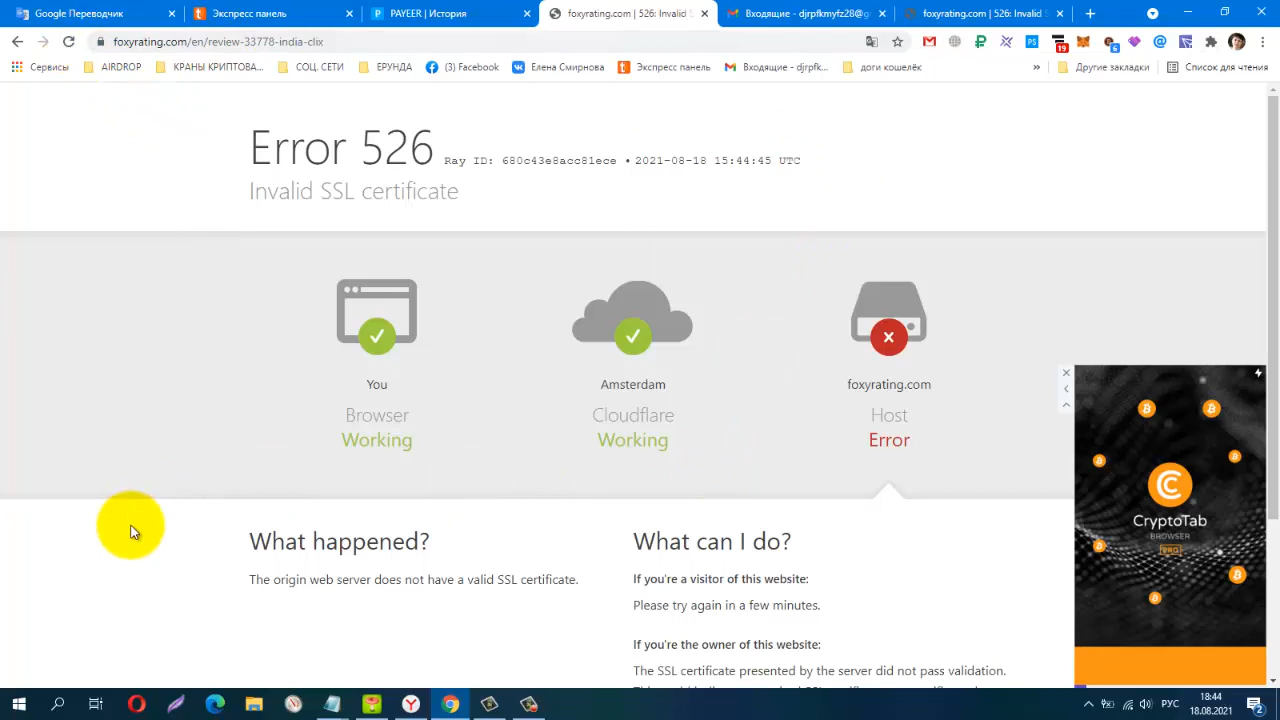 Google Переводчик
Экспресс панель
PAYEER | История
foxyrating.com | 526: Invalid S
Входящие - djrpfkmyfz28@g
foxyrating.com | 526: Invalid S
foxyrating.com/en/review-33778-india-clix
19
6
Сервисы
AIRDROP
КРАНЫ КРИПТОВА...
СОЦ. СЕТИ
ЕРУНДА
(3) Facebook
Елена Смирнова
Экспресс панель
Входящие - djrpfk...
доги кошелёк
»
Другие закладки
Список для чтения
Error 526 Ray ID: 680c43e8acc81ece • 2021-08-18 15:44:45 UTC
Invalid SSL certificate
You
Browser
Working
Amsterdam
Cloudflare
Working
foxyrating.com
Host
Error
What happened?
The origin web server does not have a valid SSL certificate.
What can I do?
If you're a visitor of this website:
Please try again in a few minutes.
If you're the owner of this website:
The SSL certificate presented by the server did not pass validation.
CryptoTab
BROWSER
PRO
РУС
18:44
18.08.2021
2